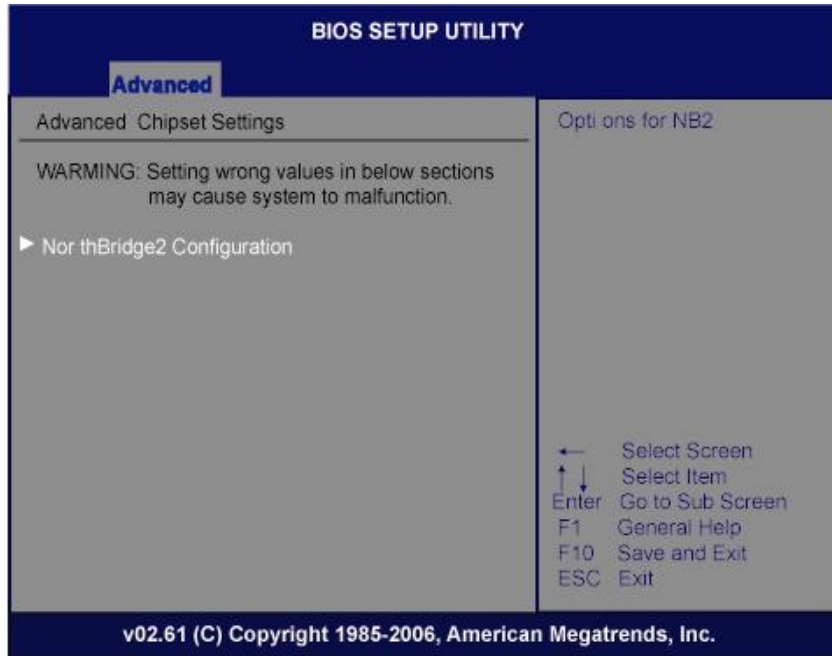 BIOS SETUP UTILITY
Advanced
Advanced Chipset Settings
WARMING: Setting wrong values in below sections
may cause system to malfunction.
Nor thBridge2 Configuration
Opti ons for NB2
← Select Screen
↑↓ Select Item
Enter Go to Sub Screen
F1 General Help
F10 Save and Exit
ESC Exit
v02.61 (C) Copyright 1985-2006, American Megatrends, Inc.